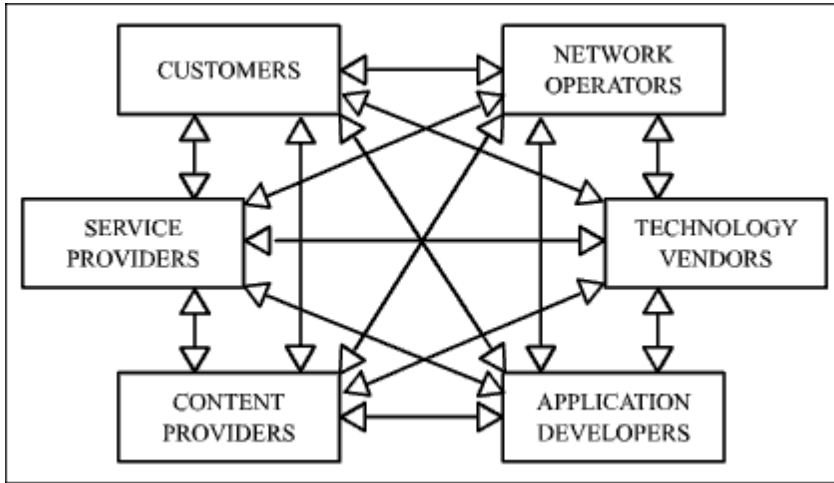 CUSTOMERS
NETWORK
OPERATORS
SERVICE
PROVIDERS
TECHNOLOGY
VENDORS
CONTENT
PROVIDERS
APPLICATION
DEVELOPERS